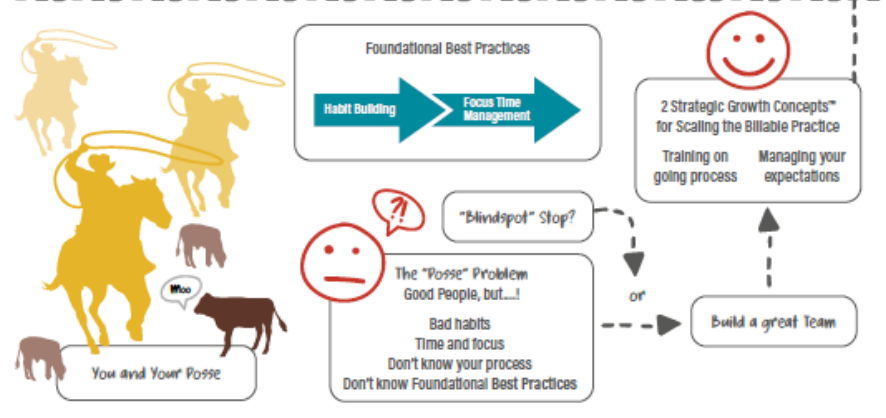 Foundational Best Practices
Habit Building
Focus Time
Management
2 Strategic Growth Concepts™
for Scaling the Billable Practice
Training on
going process
Managing your
expectations
"Blindspot" Stop?
?!
The "Posse" Problem
Good People, but....!
Bad habits
Time and focus
Don't know your process
Don't know Foundational Best Practices
or
Build a great Team
Moo
You and Your Posse